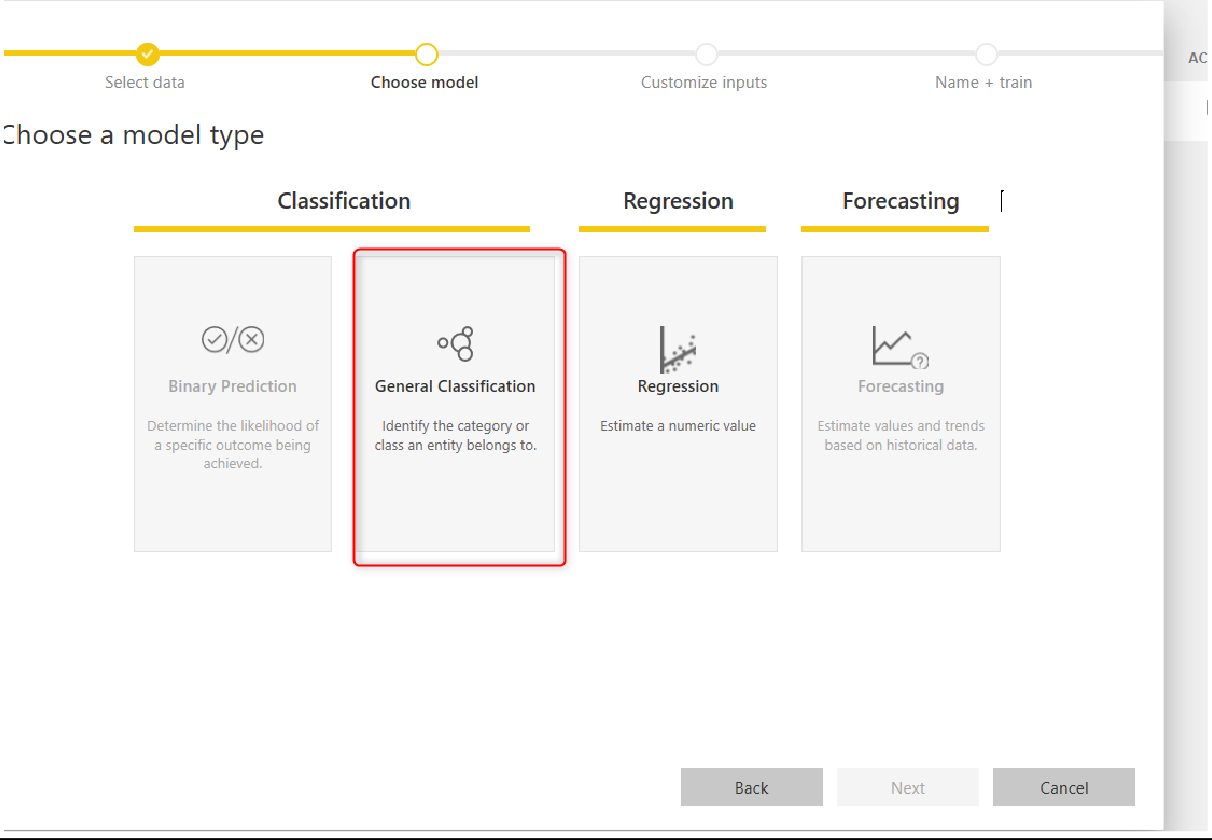 AC
Select data
Choose model
Customize inputs
Name + train
Choose a model type
Classification
Regression
Forecasting
Binary Prediction
Determine the likelihood of
a specific outcome being
achieved.
General Classification
Identify the category or
class an entity belongs to.
Regression
Estimate a numeric value
Forecasting
Estimate values and trends
based on historical data.
Back
Next
Cancel